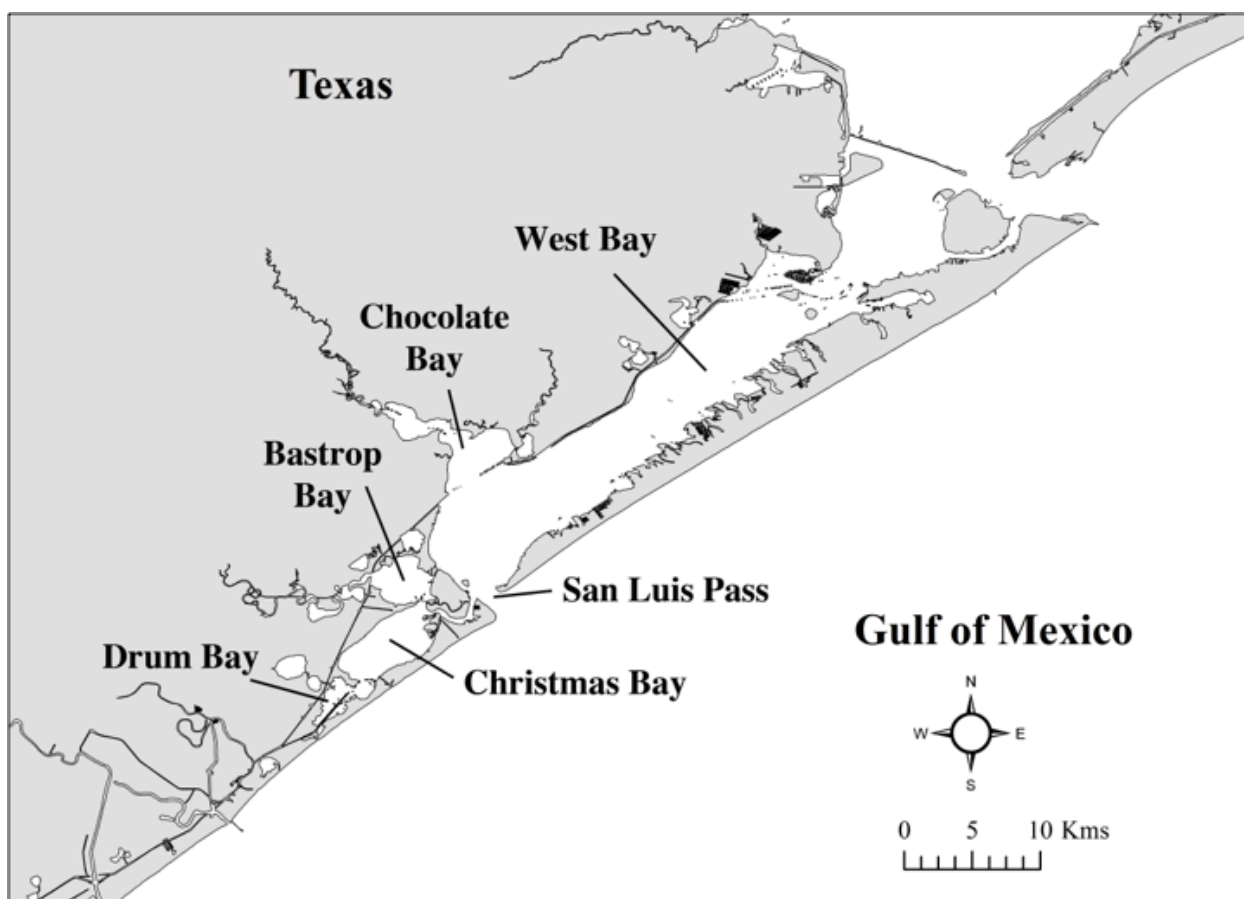 Texas
West Bay
Chocolate
Bay
Bastrop
Bay
San Luis Pass
Gulf of Mexico
Drum Bay
Christmas Bay
N
W E
S
0 5 10 Kms